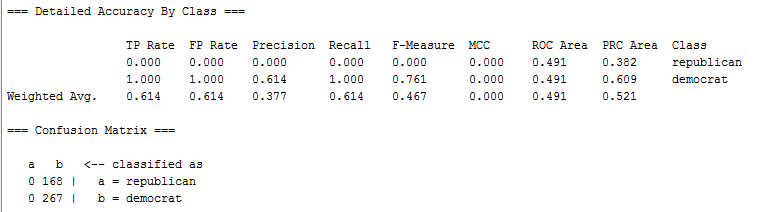 === Detailed Accuracy By Class ===
TP Rate FP Rate Precision Recall F-Measure MCC ROC Area PRC Area Class
0.000 0.000 0.000 0.000 0.000 0.000 0.491 0.382 republican
1.000 1.000 0.614 1.000 0.761 0.000 0.491 0.609 democrat
Weighted Avg. 0.614 0.614 0.377 0.614 0.467 0.000 0.491 0.521
=== Confusion Matrix ===
a b <-- classified as
0 168 | a = republican
0 267 | b = democrat